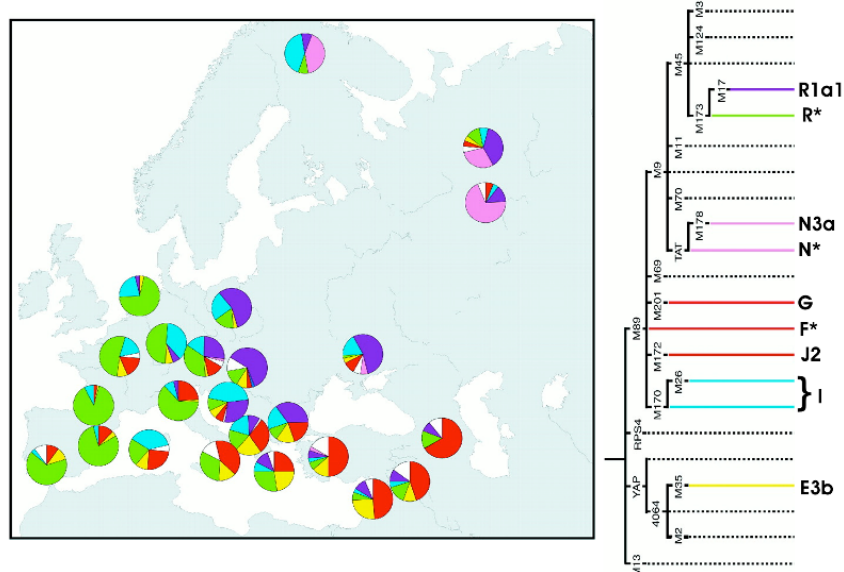 M3
M124
M45
M17
R1a1
M173
R*
M11
M9
M70
M178
N3a
TAT
N*
M69
M201
G
M89
F*
M172
J2
M26
M170
} I
RPS4
YAP
M35
E3b
4064
M2
M13